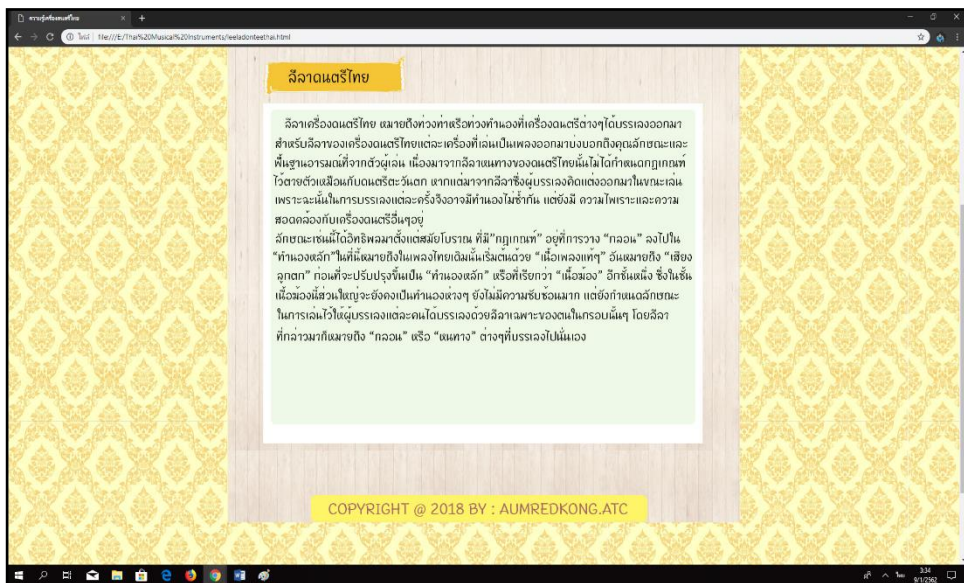 ความรู้เครื่องดนตรีไทย
ไฟล์ file:///E:/Thai%20Musical%20Instruments/leeladonteethai.html
ลีลาดนตรีไทย
ลีลาเครื่องดนตรีไทย หมายถึงท่วงท่าหรือท่วงทำนองที่เครื่องดนตรีต่างๆได้บรรเลงออกมา
สำหรับลีลาของเครื่องดนตรีไทยแต่ละเครื่องที่เล่นเป็นเพลงออกมาบ่งบอกถึงคุณลักษณะและ
พื้นฐานอารมณ์ที่จากตัวผู้เล่น เนื่องมาจากลีลาหนทางของดนตรีไทยนั้นไม่ได้กำหนดกฏเกณฑ์
ไว้ตายตัวเหมือนกับดนตรีตะวันตก หากแต่มาจากลีลาซึ่งผู้บรรเลงคิดแต่งออกมาในขณะเล่น
เพราะฉะนั้นในการบรรเลงแต่ละครั้งจึงอาจมีทำนองไม่ซ้ำกัน แต่ยังมี ความไพเราะและความ
สอดคล้องกับเครื่องดนตรีอื่นๆอยู่
ลักษณะเช่นนี้ได้อิทธิพลมาตั้งแต่สมัยโบราณ ที่มี"กฎเกณฑ์" อยู่ที่การวาง "กลอน" ลงไปใน
"ทำนองหลัก"ในที่นี้หมายถึงในเพลงไทยเดิมนั้นเริ่มต้นด้วย "เนื้อเพลงแท้ๆ" อันหมายถึง "เสียง
ลูกตก" ก่อนที่จะปรับปรุงขึ้นเป็น "ทำนองหลัก" หรือที่เรียกว่า "เนื้อฆ้อง" อีกชั้นหนึ่ง ซึ่งในชั้น
เนื้อฆ้องนี้ส่วนใหญ่จะยังคงเป็นทำนองห่างๆ ยังไม่มีความซับซ้อนมาก แต่ยังกำหนดลักษณะ
ในการเล่นไว้ให้ผู้บรรเลงแต่ละคนได้บรรเลงด้วยลีลาเฉพาะของตนในกรอบนั้นๆ โดยลีลา
ที่กล่าวมาก็หมายถึง "กลอน" หรือ "หนทาง" ต่างๆที่บรรเลงไปนั่นเอง
COPYRIGHT @ 2018 BY : AUMREDKONG.ATC
ไทย
3:34
9/1/2562